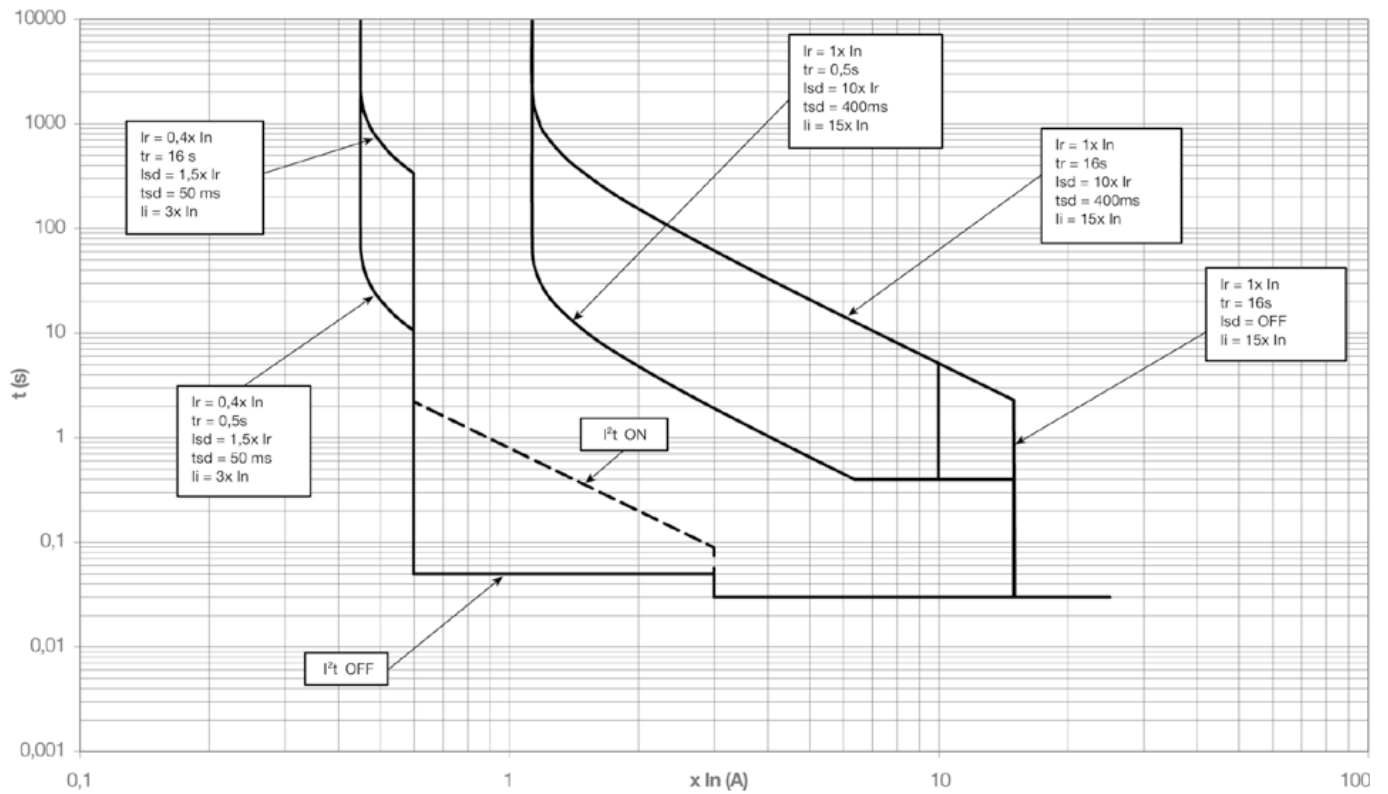 10000
1000
100
10
1
0,1
0,01
0,001
t (s)
0,1
1
10
100
x In (A)
Ir = 0,4x In
tr = 16 s
Isd = 1,5x Ir
tsd = 50 ms
Ii = 3x In
Ir = 0,4x In
tr = 0,5s
Isd = 1,5x Ir
tsd = 50 ms
Ii = 3x In
Ir = 1x In
tr = 0,5s
Isd = 10x Ir
tsd = 400ms
Ii = 15x In
Ir = 1x In
tr = 16s
Isd = 10x Ir
tsd = 400ms
Ii = 15x In
Ir = 1x In
tr = 16s
Isd = OFF
Ii = 15x In
I²t ON
I²t OFF